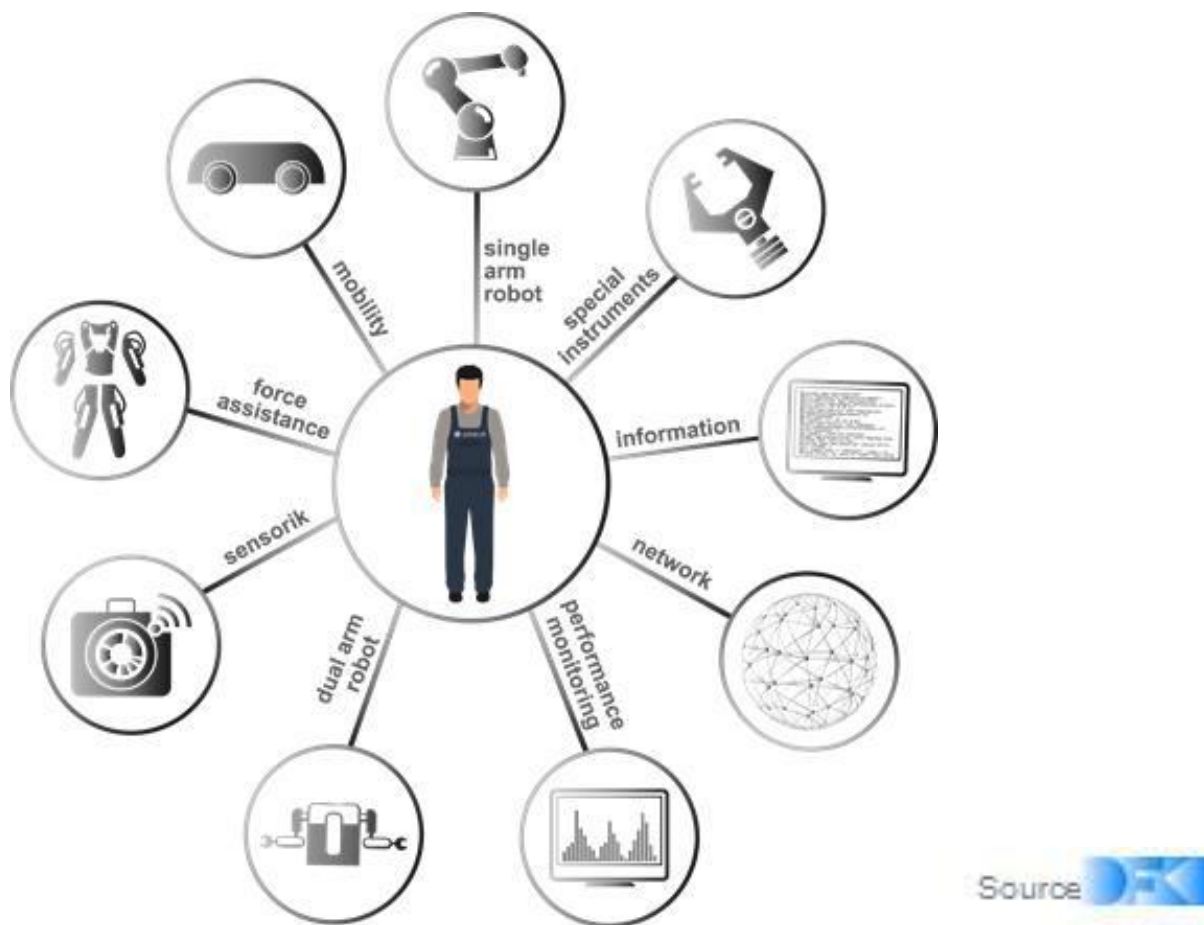 single
arm
robot
special
instruments
information
network
performance
monitoring
dual arm
robot
sensorik
force
assistance
mobility
Source